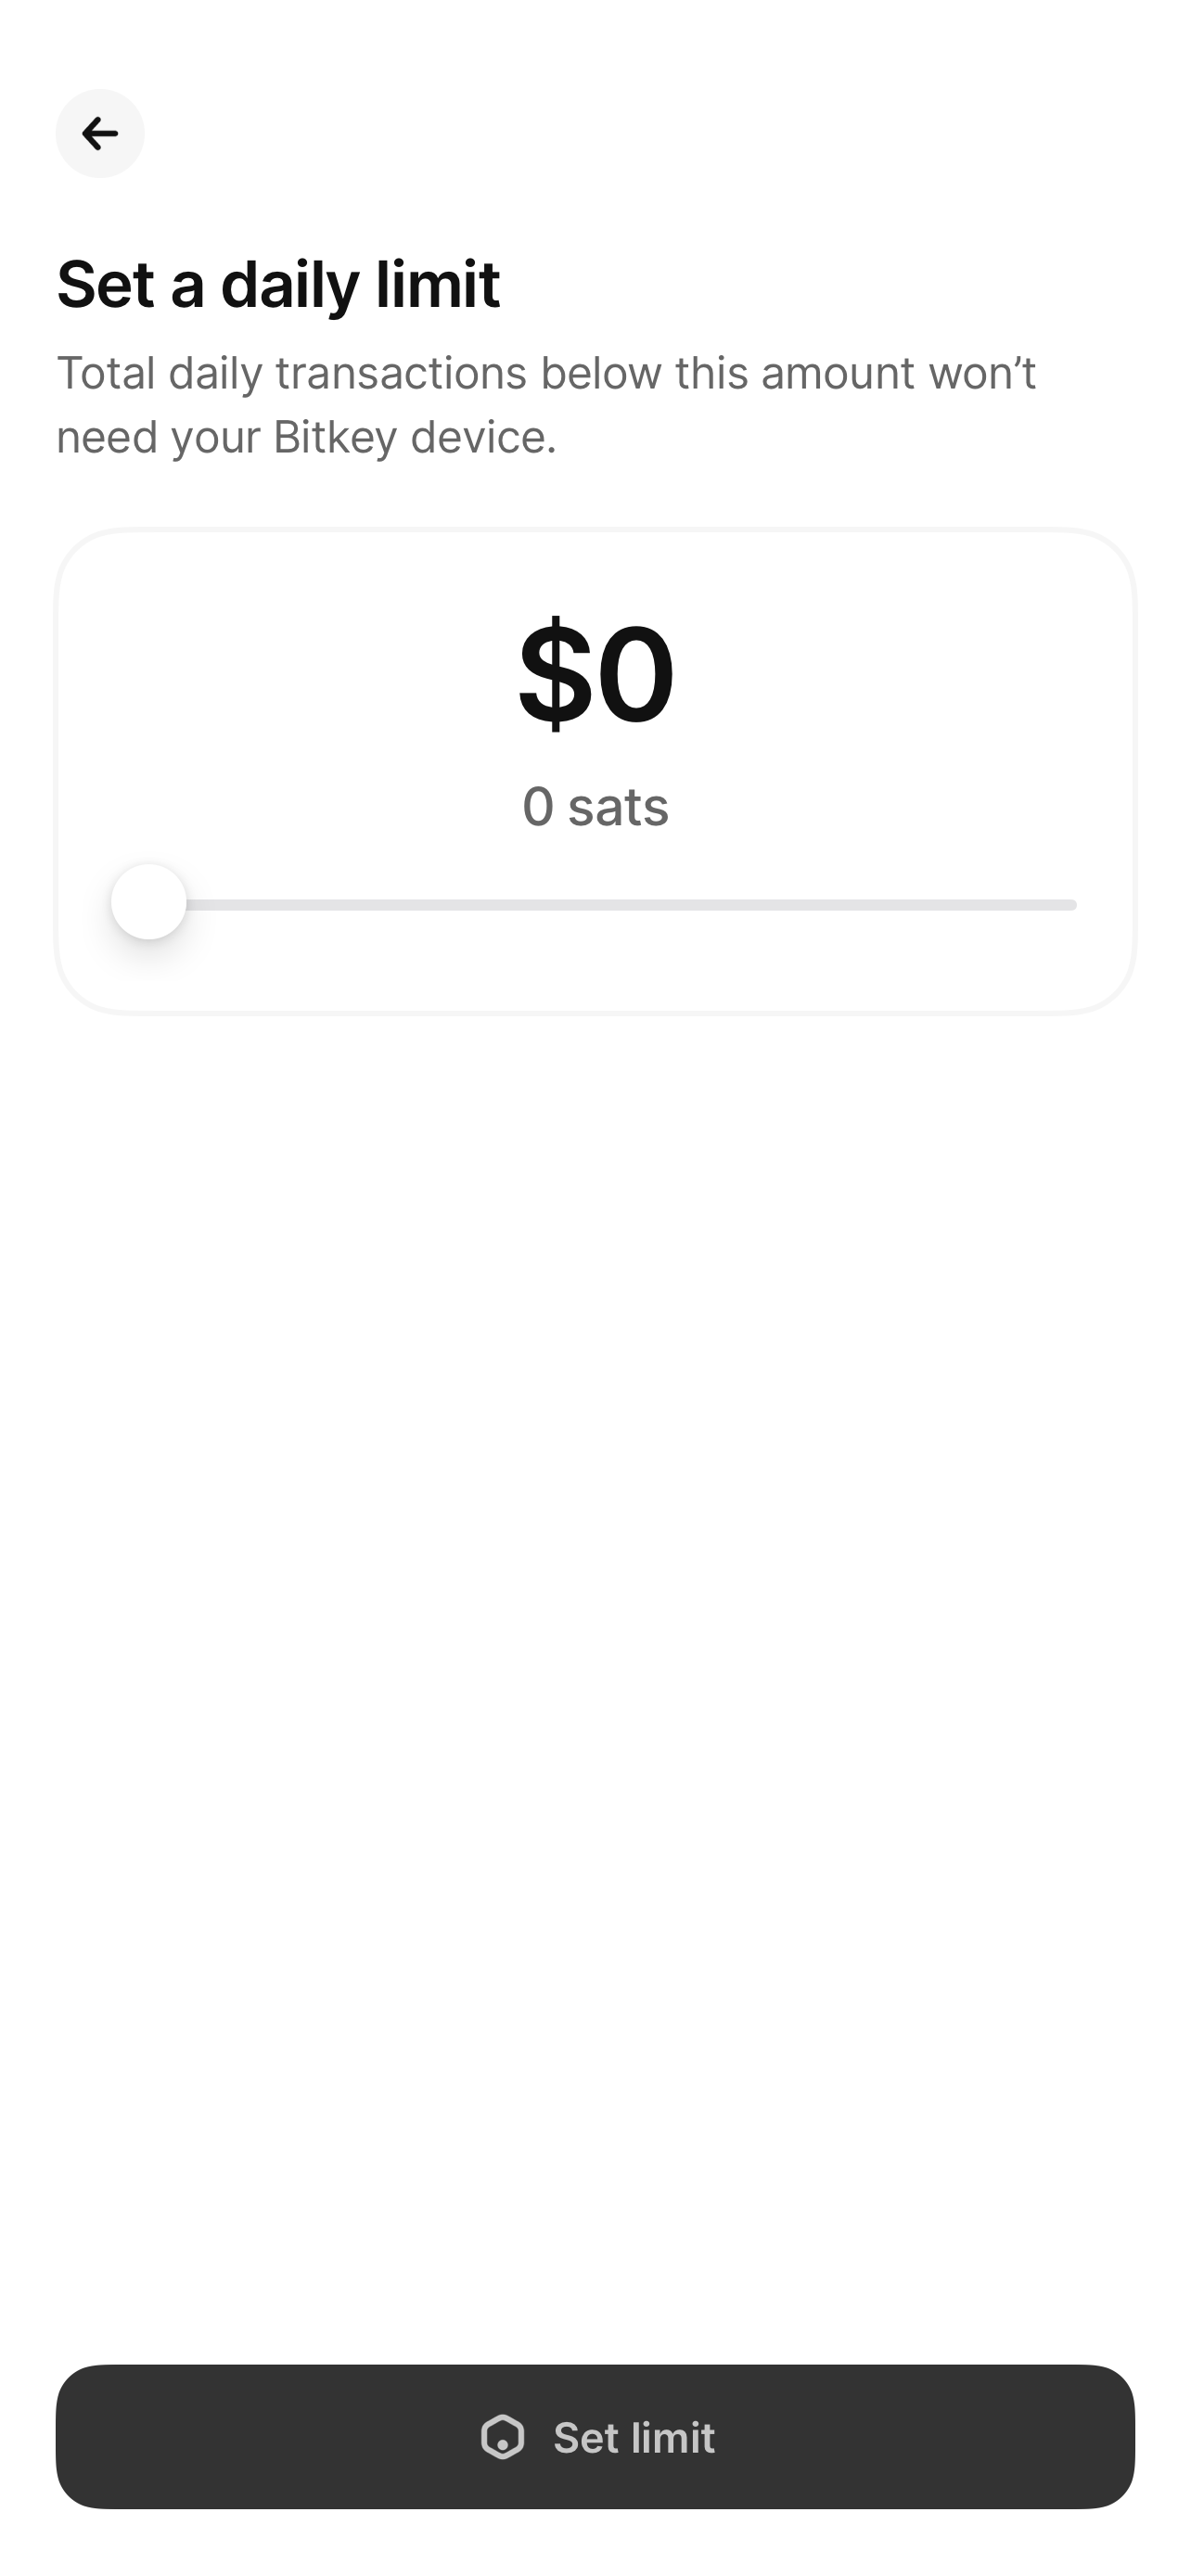 Set a daily limit
Total daily transactions below this amount won’t
need your Bitkey device.
$0
0 sats
Set limit